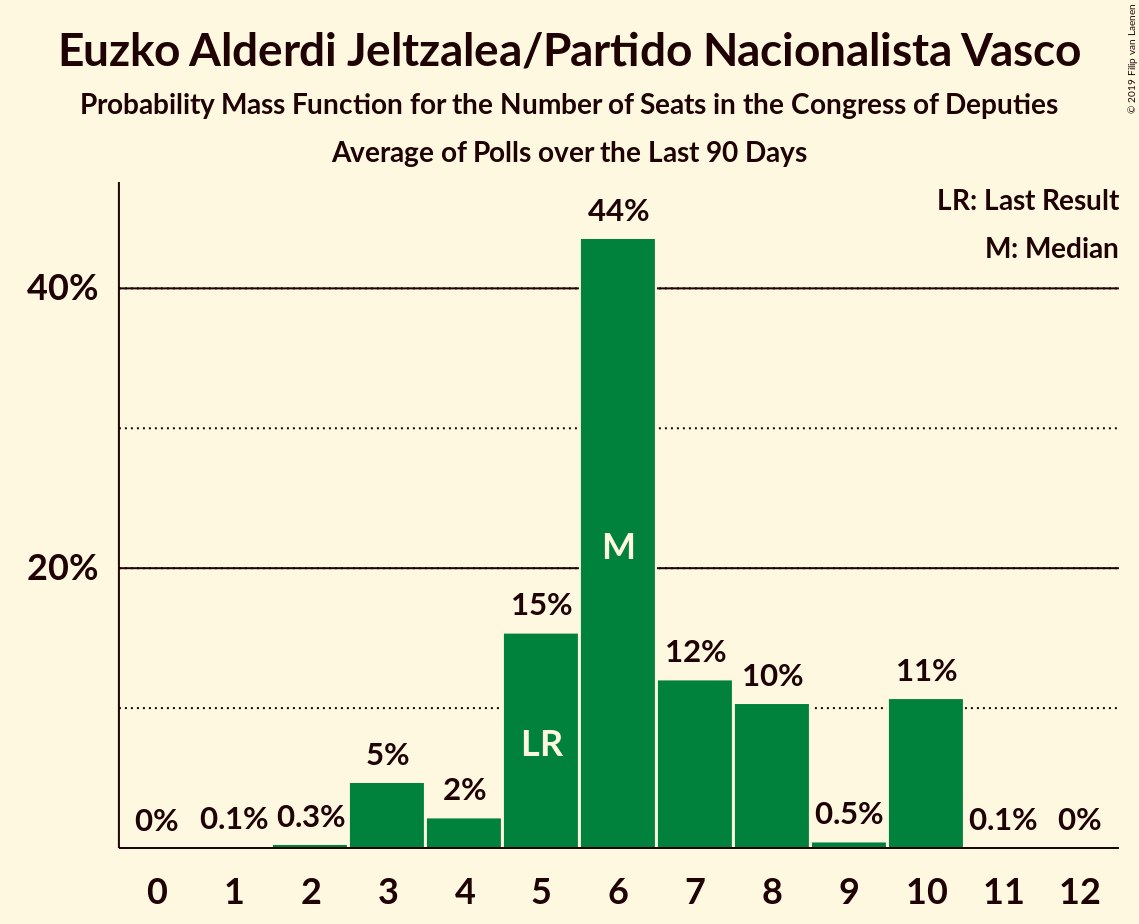 Euzko Alderdi Jeltzalea/Partido Nacionalista Vasco
Probability Mass Function for the Number of Seats in the Congress of Deputies
Average of Polls over the Last 90 Days
© 2019 Filip van Laenen
LR: Last Result
M: Median
40%
20%
0%
0.1%
0.3%
5%
2%
15%
44%
12%
10%
0.5%
11%
0.1%
0%
LR
M
0 1 2 3 4 5 6 7 8 9 10 11 12